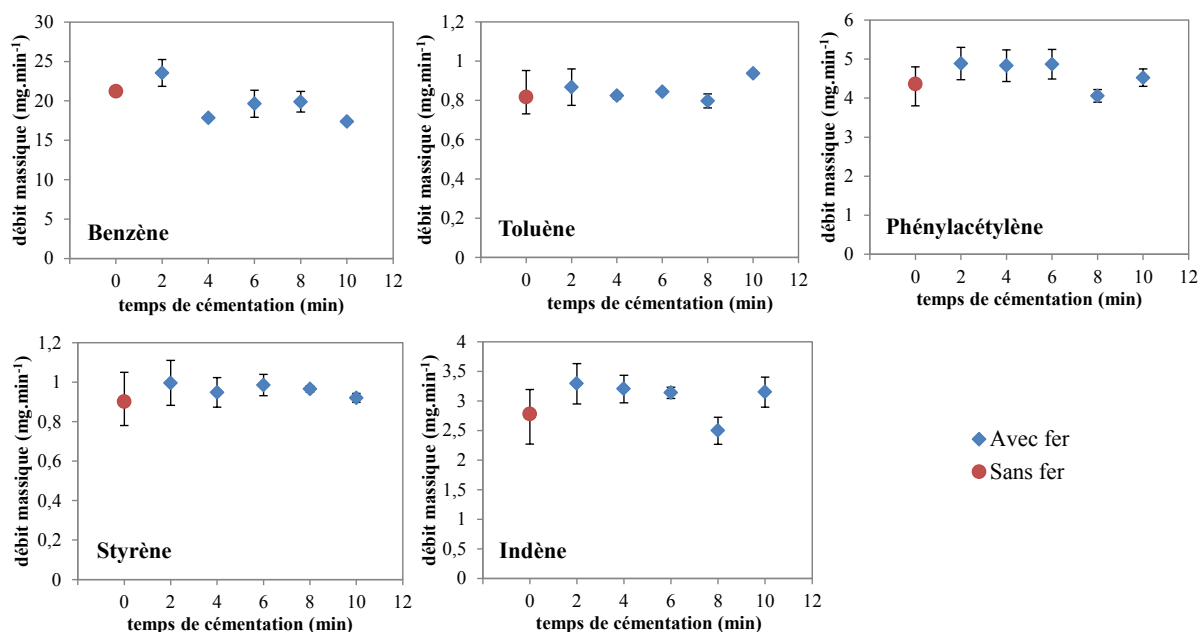 débit massique (mg.min-1)
30
25
20
15
10
5
0
Benzène
0 2 4 6 8 10 12
temps de cémentation (min)
débit massique (mg.min-1)
1,2
1
0,8
0,6
0,4
0,2
0
Toluène
0 2 4 6 8 10 12
temps de cémentation (min)
débit massique (mg.min-1)
6
5
4
3
2
1
0
Phénylacétylène
0 2 4 6 8 10 12
temps de cémentation (min)
débit massique (mg.min-1)
1,2
1
0,8
0,6
0,4
0,2
0
Styrène
0 2 4 6 8 10 12
temps de cémentation (min)
débit massique (mg.min-1)
4
3,5
3
2,5
2
1,5
1
0,5
0
Indène
0 2 4 6 8 10 12
temps de cémentation (min)
Avec fer
Sans fer